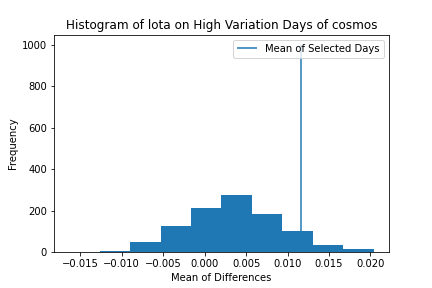 Histogram of Iota on High Variation Days of cosmos
Mean of Selected Days
Frequency
1000
800
600
400
200
0
−0.015 −0.010 −0.005 0.000 0.005 0.010 0.015 0.020
Mean of Differences